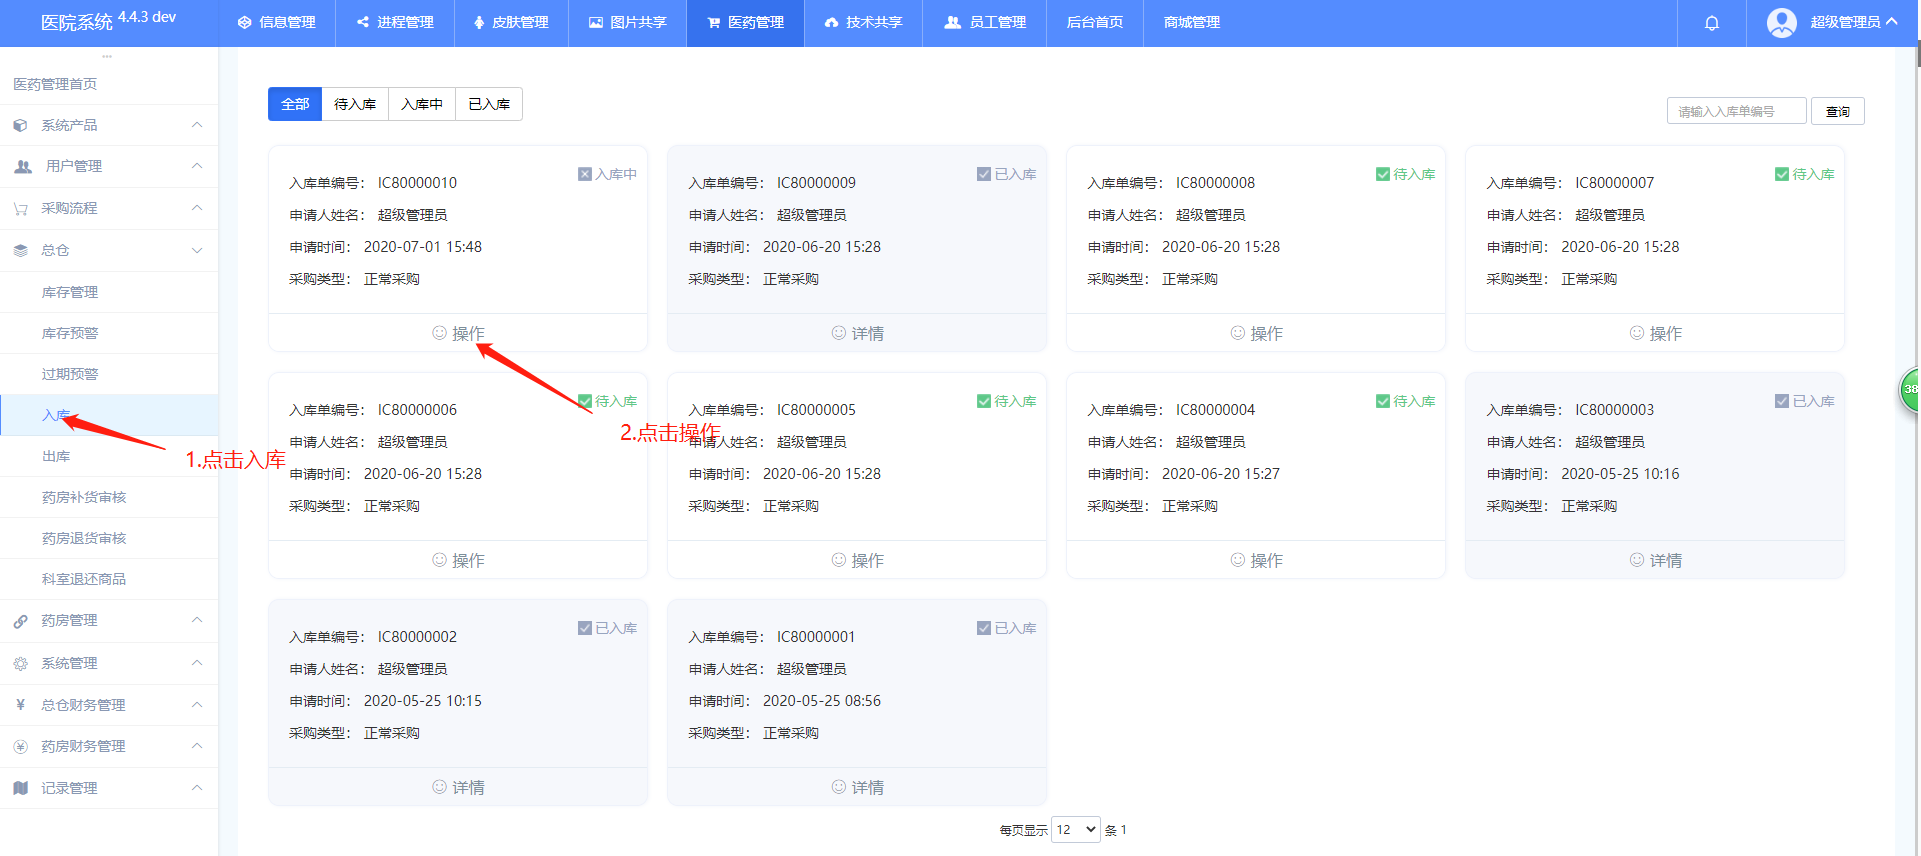 医院系统 4.4.3 dev
信息管理
进程管理
皮肤管理
图片共享
医药管理
技术共享
员工管理
后台首页
商城管理
超级管理员
医药管理首页
系统产品
用户管理
采购流程
总仓
库存管理
库存预警
过期预警
入库
出库
药房补货审核
药房退货审核
科室退还商品
药房管理
系统管理
总仓财务管理
药房财务管理
记录管理
1.点击入库
全部
待入库
入库中
已入库
请输入入库单编号
查询
入库中
入库单编号： IC80000010
申请人姓名： 超级管理员
申请时间： 2020-07-01 15:48
采购类型： 正常采购
操作
已入库
入库单编号： IC80000009
申请人姓名： 超级管理员
申请时间： 2020-06-20 15:28
采购类型： 正常采购
详情
待入库
入库单编号： IC80000008
申请人姓名： 超级管理员
申请时间： 2020-06-20 15:28
采购类型： 正常采购
操作
待入库
入库单编号： IC80000007
申请人姓名： 超级管理员
申请时间： 2020-06-20 15:28
采购类型： 正常采购
操作
2.点击操作
待入库
入库单编号： IC80000006
申请人姓名： 超级管理员
申请时间： 2020-06-20 15:28
采购类型： 正常采购
操作
待入库
入库单编号： IC80000005
申请人姓名： 超级管理员
申请时间： 2020-06-20 15:28
采购类型： 正常采购
操作
待入库
入库单编号： IC80000004
申请人姓名： 超级管理员
申请时间： 2020-06-20 15:27
采购类型： 正常采购
操作
已入库
入库单编号： IC80000003
申请人姓名： 超级管理员
申请时间： 2020-05-25 10:16
采购类型： 正常采购
详情
已入库
入库单编号： IC80000002
申请人姓名： 超级管理员
申请时间： 2020-05-25 10:15
采购类型： 正常采购
详情
已入库
入库单编号： IC80000001
申请人姓名： 超级管理员
申请时间： 2020-05-25 08:56
采购类型： 正常采购
详情
每页显示 12 条 1
38